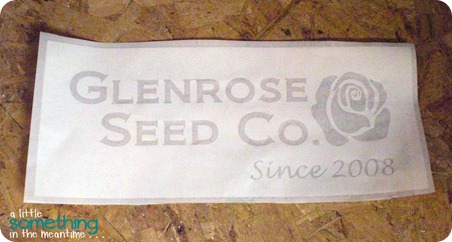 GLENROSE
SEED CO.
Since 2008
a little
something
in the meantime . . .